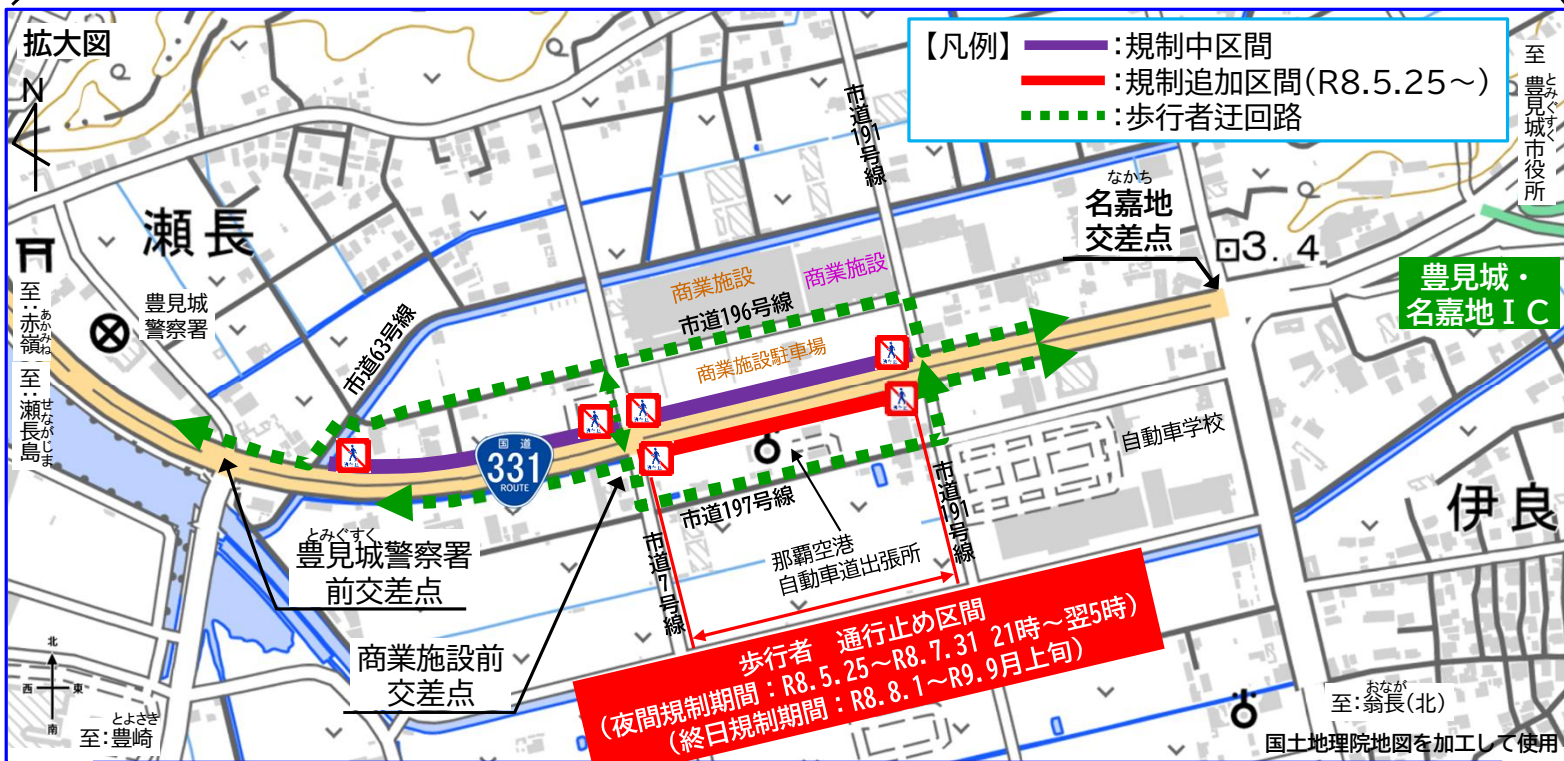 拡大図
N
【凡例】
:規制中区間
:規制追加区間(R8.5.25～)
:歩行者迂回路
至 豊見城市役所
とみぐすく
市道191号線
なかち
名嘉地
交差点
3.4
豊見城・
名嘉地IC
瀬長
至:赤嶺
あかみね
至:瀬長島
せながじま
豊見城
警察署
市道63号線
商業施設
商業施設
市道196号線
商業施設駐車場
国道
331
ROUTE
自動車学校
市道197号線
市道191号線
伊良
とみぐすく
豊見城警察署
前交差点
市道7号線
那覇空港
自動車道出張所
商業施設前
交差点
歩行者 通行止め区間
(夜間規制期間:R8.5.25～R8.7.31 21時～翌5時)
(終日規制期間:R8.8.1～R9.9月上旬)
北
西 東
南
とよさき
至:豊崎
おなが
至:翁長(北)
国土地理院地図を加工して使用